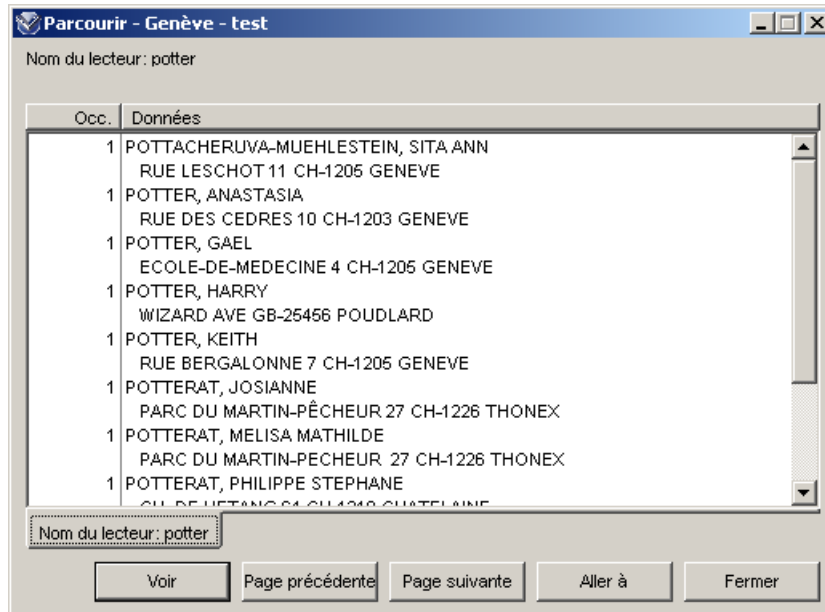 Parcourir - Genève - test
Nom du lecteur: potter
Occ. Données
1 POTTACHERUVA-MUEHLESTEIN, SITA ANN
RUE LESCHOT 11 CH-1205 GENEVE
1 POTTER, ANASTASIA
RUE DES CEDRES 10 CH-1203 GENEVE
1 POTTER, GAEL
ECOLE-DE-MEDECINE 4 CH-1205 GENEVE
1 POTTER, HARRY
WIZARD AVE GB-25456 POUDLARD
1 POTTER, KEITH
RUE BERGALONNE 7 CH-1205 GENEVE
1 POTTERAT, JOSIANNE
PARC DU MARTIN-PÊCHEUR 27 CH-1226 THONEX
1 POTTERAT, MELISA MATHILDE
PARC DU MARTIN-PECHEUR 27 CH-1226 THONEX
1 POTTERAT, PHILIPPE STEPHANE
Nom du lecteur: potter
Voir Page précédente Page suivante Aller à Fermer